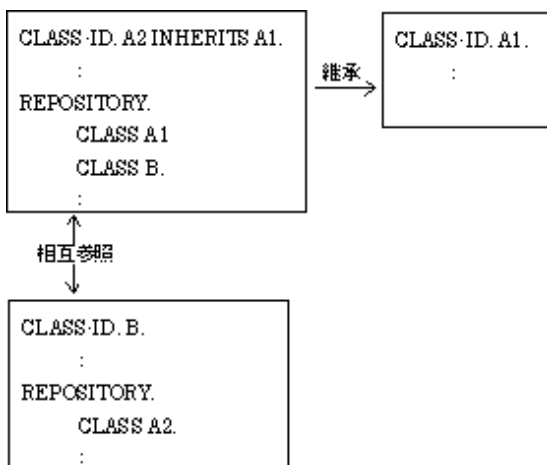 CLASS-ID. A2 INHERITS A1.
:
REPOSITORY.
CLASS A1
CLASS B.
:
継承
CLASS-ID. A1.
:
相互参照
CLASS-ID. B.
:
REPOSITORY.
CLASS A2.
: